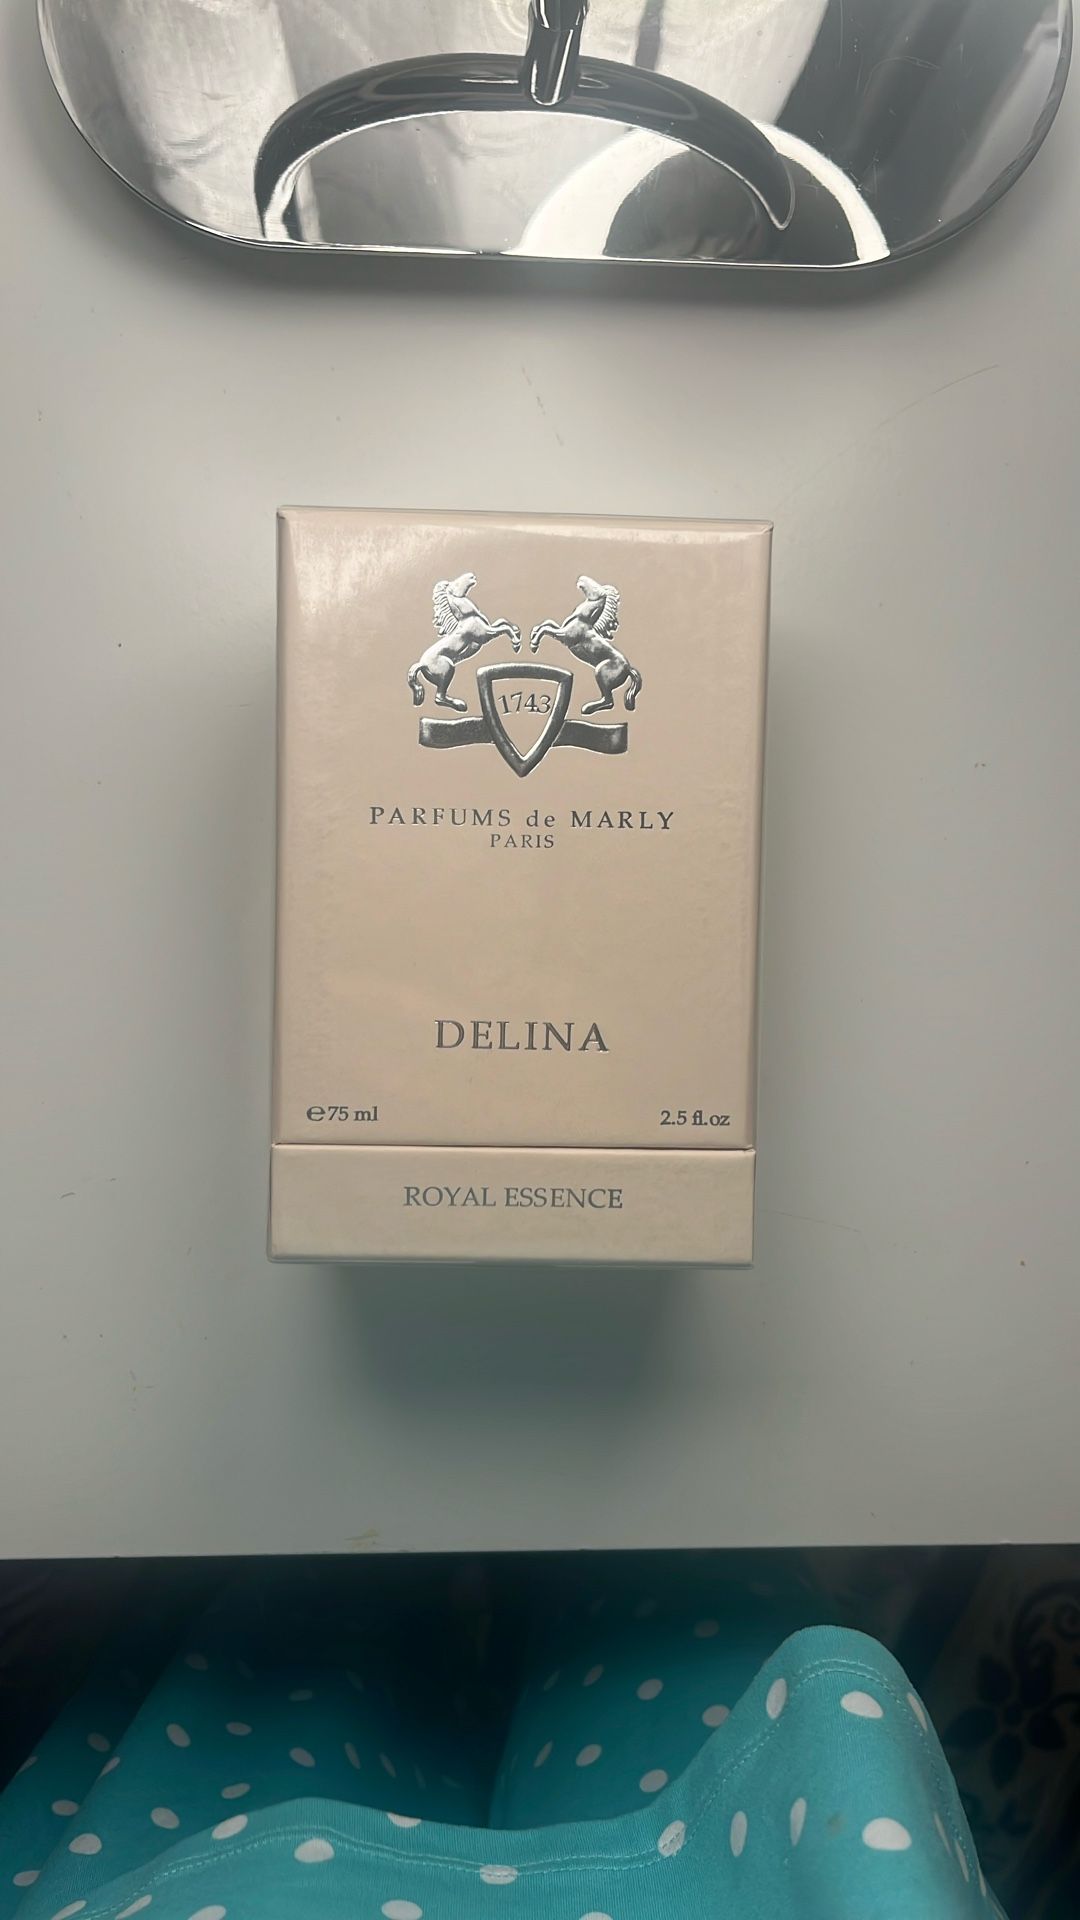 1743
PARFUMS de MARLY
PARIS
DELINA
℮75 ml 2.5 fl.oz
ROYAL ESSENCE